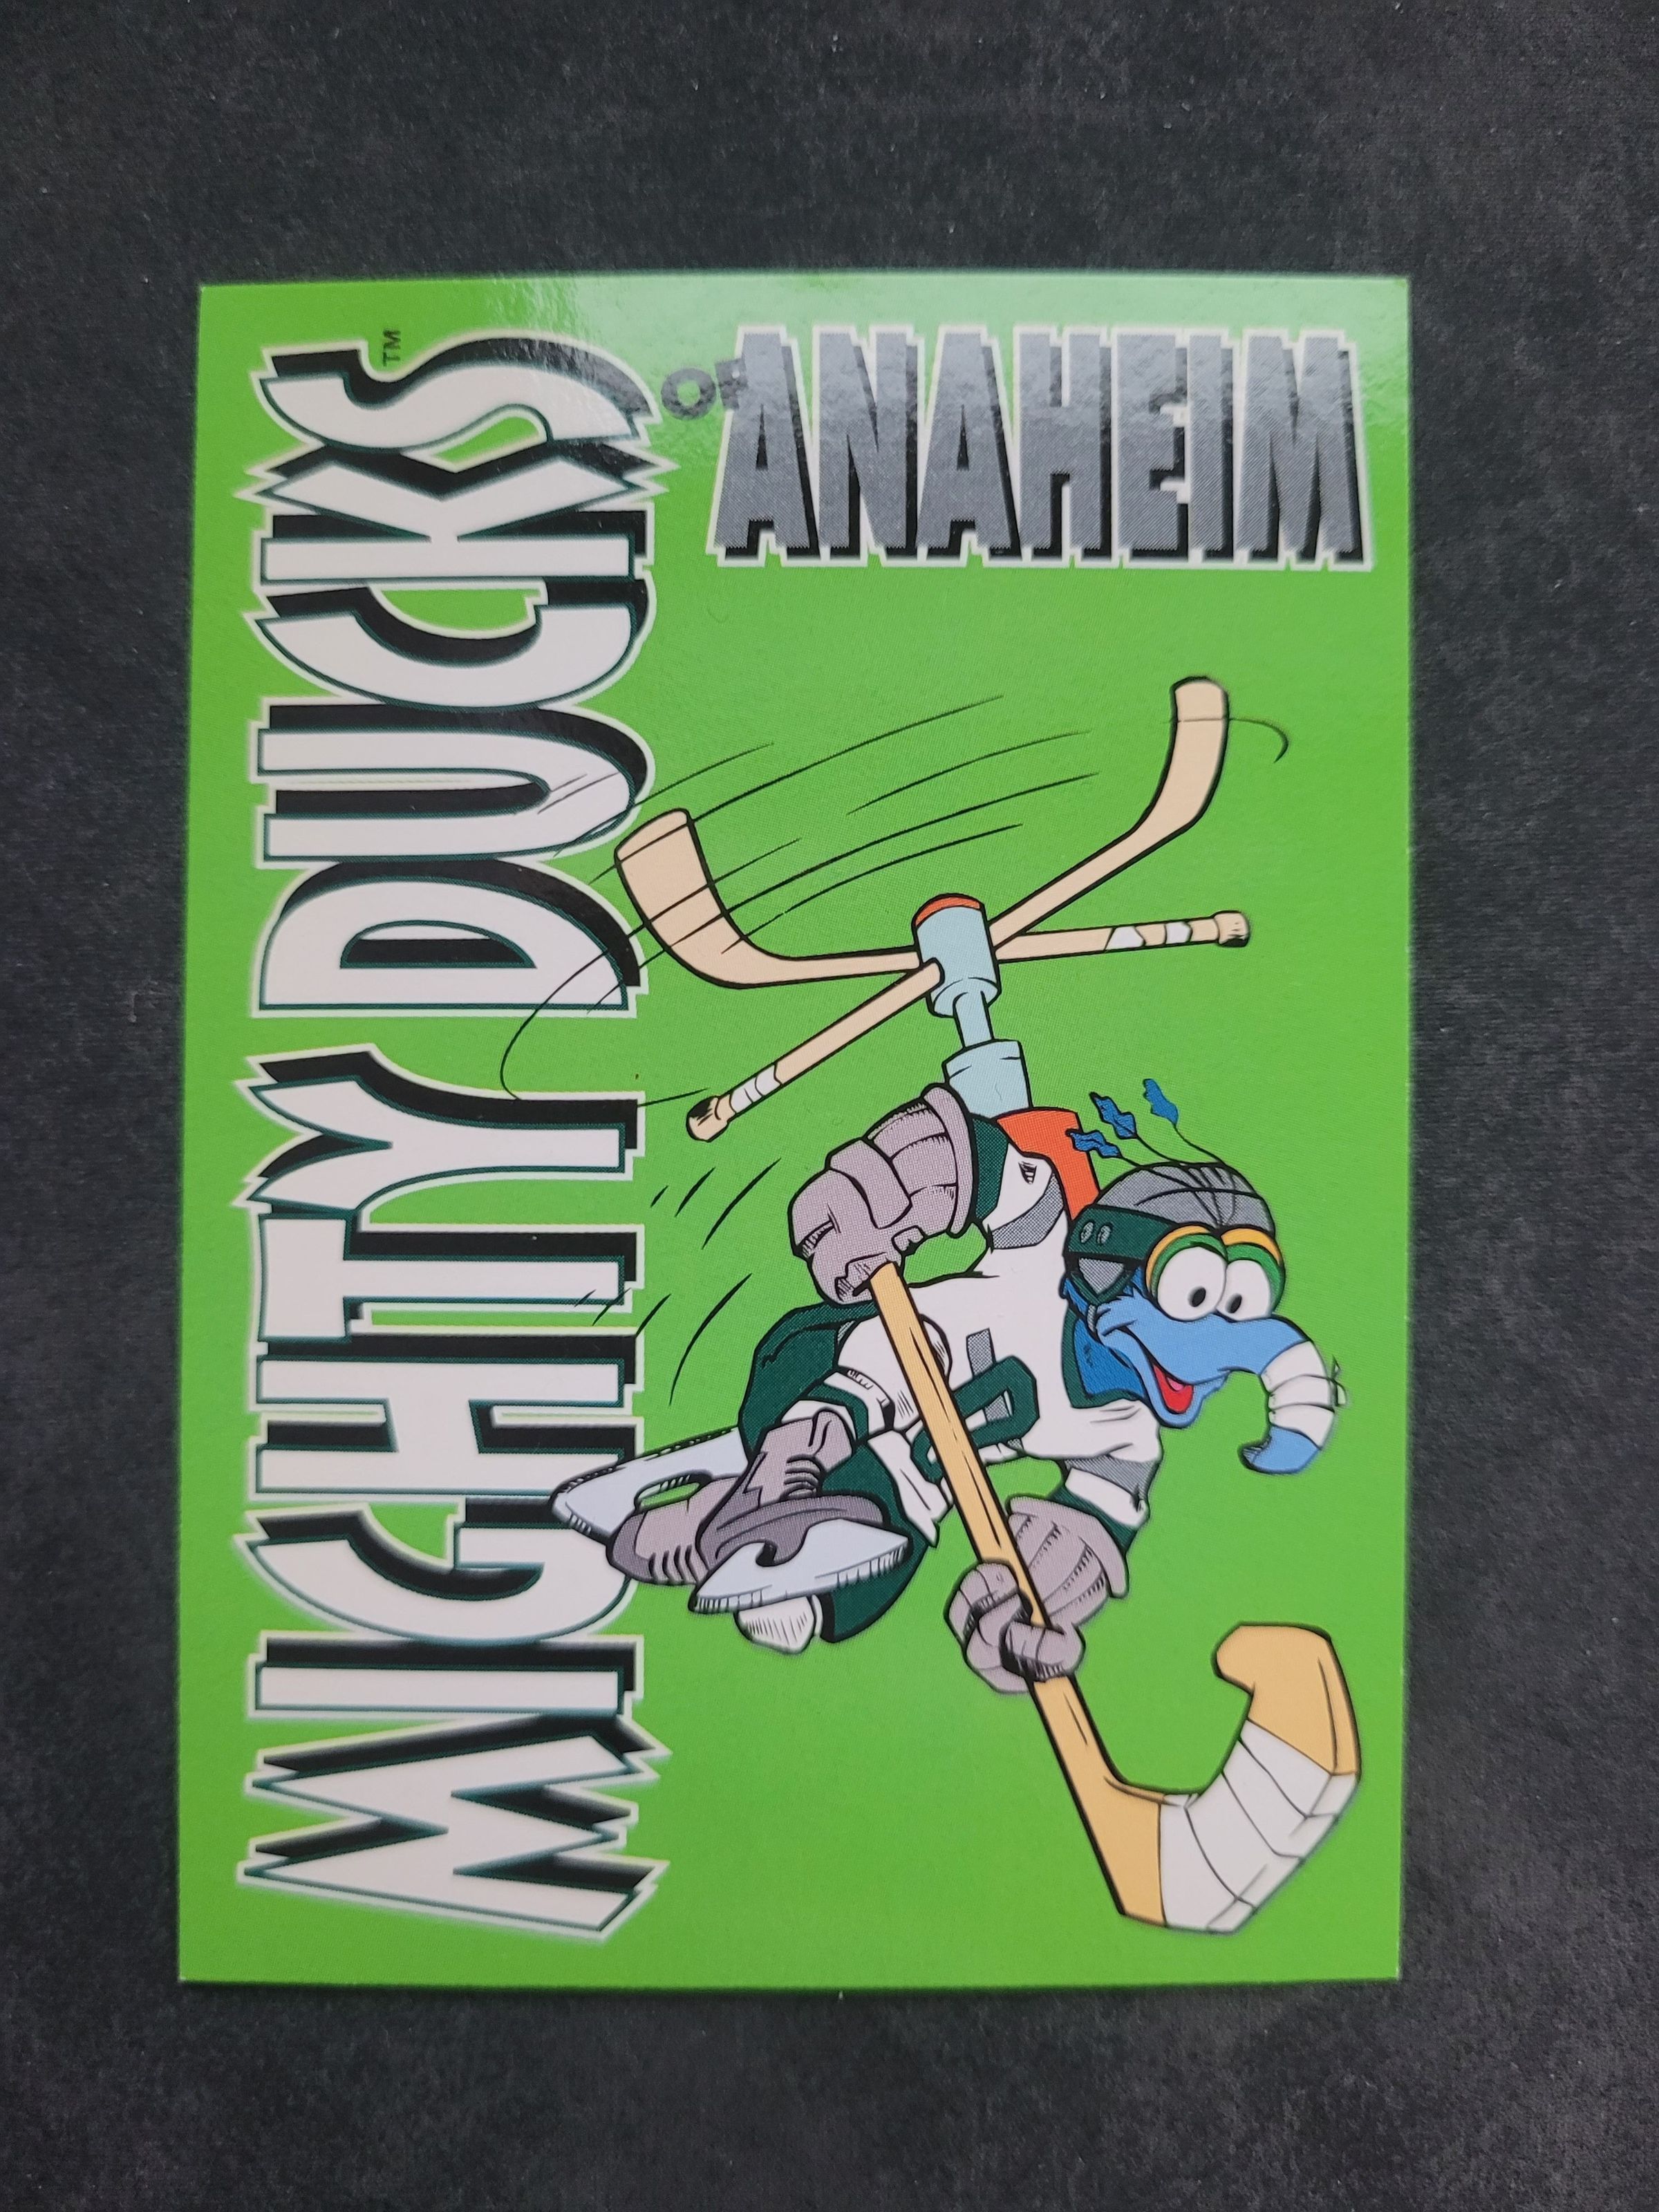 MIGHTY DUCKS™
OF
ANAHEIM